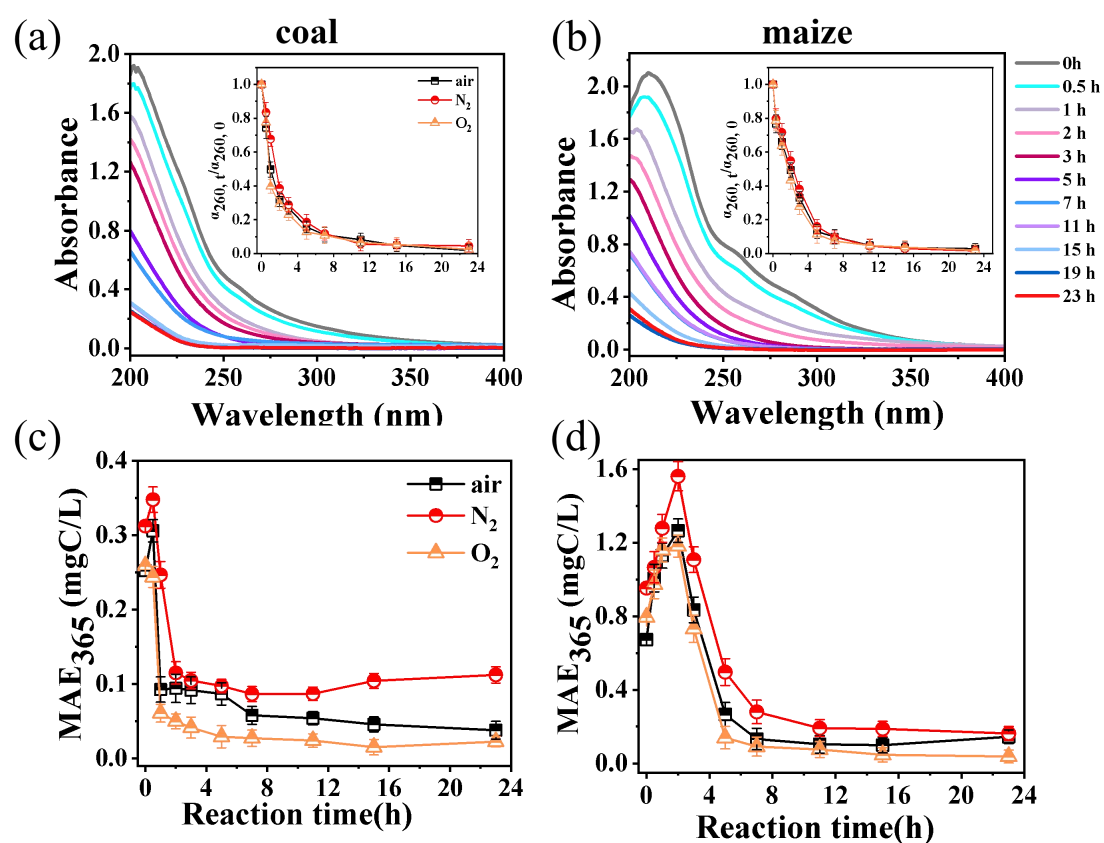 (a)
coal
Absorbance
2.0
1.6
1.2
0.8
0.4
0.0
200
250
300
350
400
Wavelength (nm)
α260, t/α260, 0
1.0
0.8
0.6
0.4
0.2
0.0
0
4
8
12
16
20
24
air
N2
O2
(b)
maize
Absorbance
2.0
1.6
1.2
0.8
0.4
0.0
200
250
300
350
400
Wavelength (nm)
α260, t/α260, 0
1.0
0.8
0.6
0.4
0.2
0.0
0
4
8
12
16
20
24
0h
0.5 h
1 h
2 h
3 h
5 h
7 h
11 h
15 h
19 h
23 h
(c)
MAE365 (mgC/L)
0.4
0.3
0.2
0.1
0.0
0
4
8
12
16
20
24
Reaction time(h)
air
N2
O2
(d)
MAE365 (mgC/L)
1.6
1.2
0.8
0.4
0.0
0
4
8
12
16
20
24
Reaction time(h)